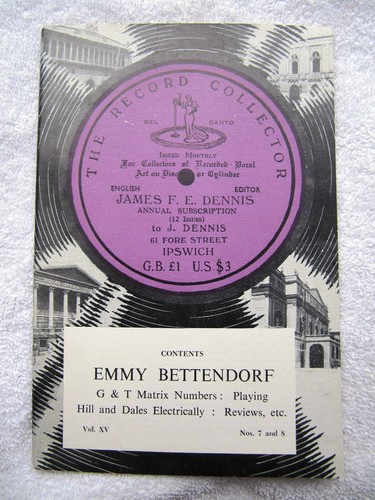 THE RECORD COLLECTOR
BEL CANTO
ISSUED MONTHLY
For Collectors of Recorded Vocal
Art on Disc or Cylinder
ENGLISH EDITOR
JAMES F. E. DENNIS
ANNUAL SUBSCRIPTION
(12 Issues)
to J. DENNIS
61 FORE STREET
IPSWICH
G.B. £1 U.S. $3
CONTENTS
EMMY BETTENDORF
G & T Matrix Numbers : Playing
Hill and Dales Electrically : Reviews, etc.
Vol. XV Nos. 7 and 8